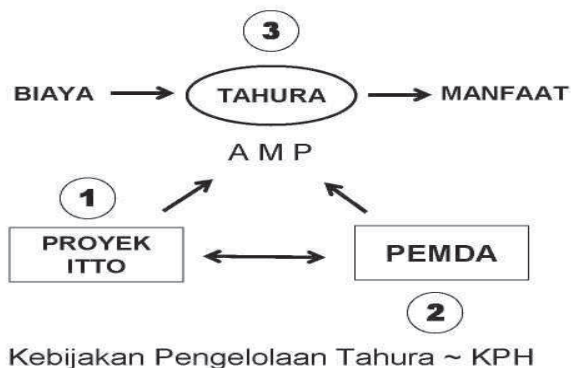 3
BIAYA TAHURA MANFAAT
A M P
1
PROYEK
ITTO
PEMDA
2
Kebijakan Pengelolaan Tahura ~ KPH